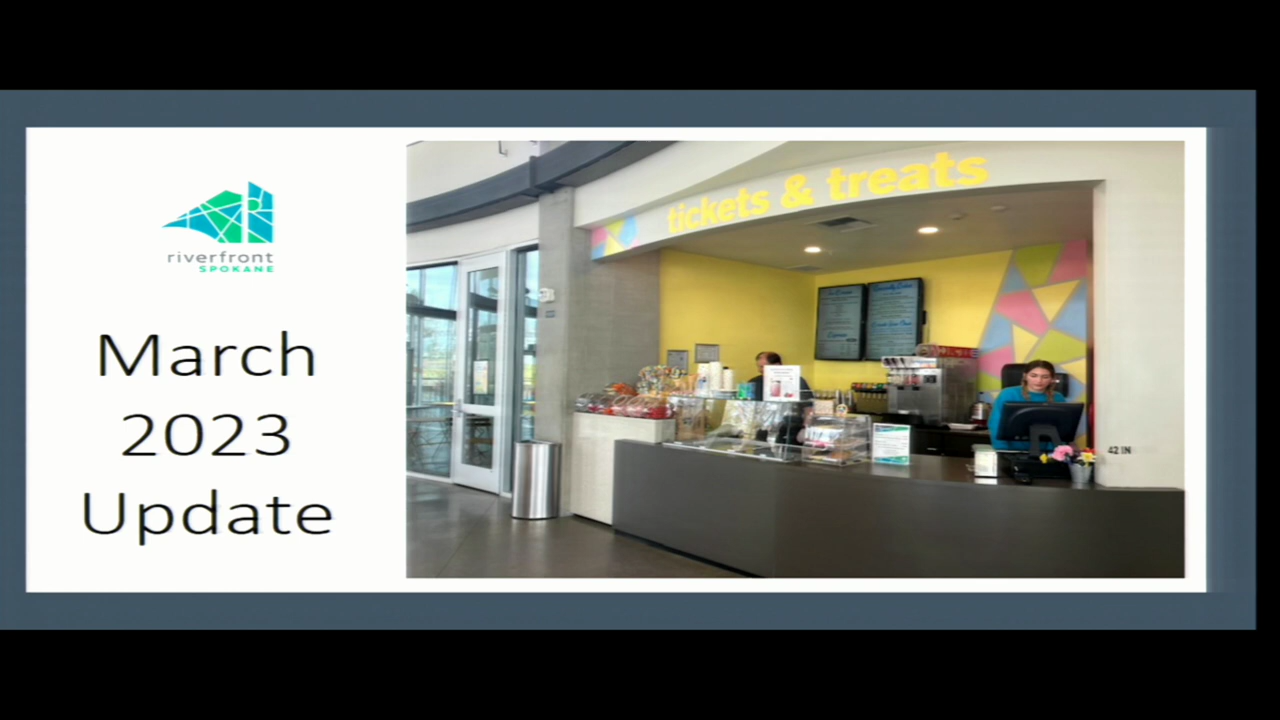 riverfront
SPOKANE
March
2023
Update
tickets & treats
42 IN